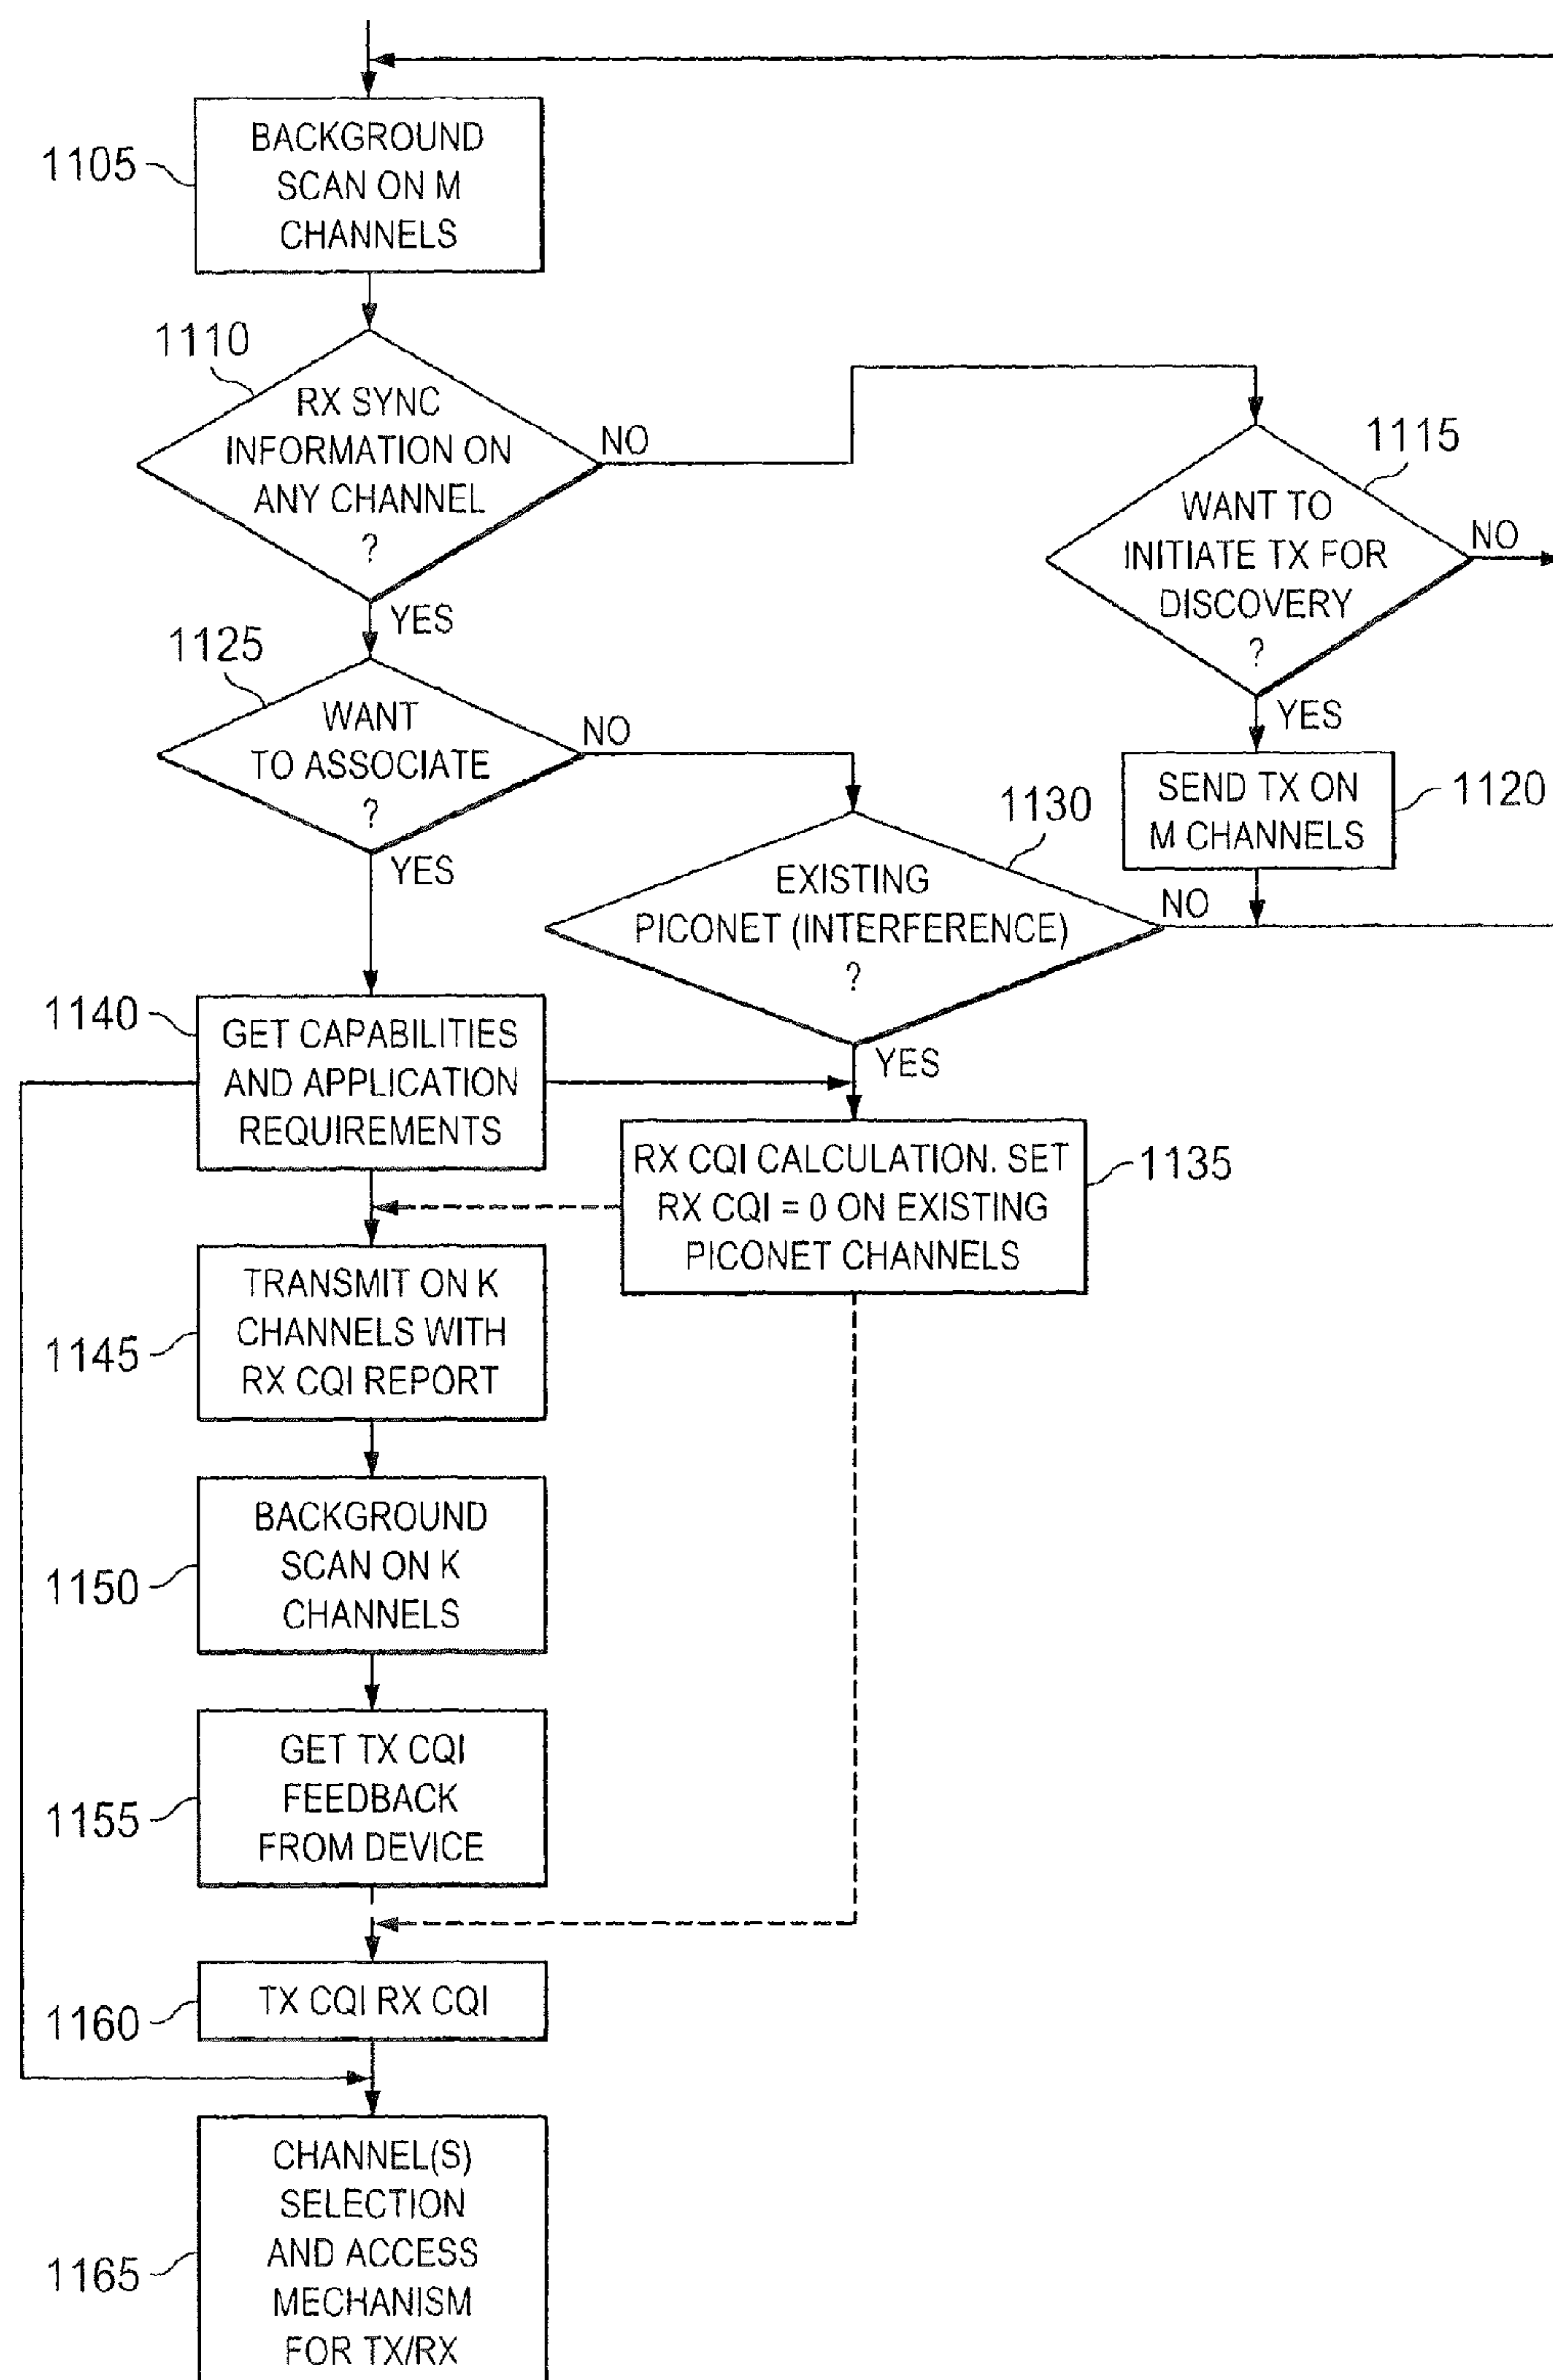 1105
BACKGROUND
SCAN ON M
CHANNELS
1110
RX SYNC
INFORMATION ON
ANY CHANNEL
?
NO
YES
1115
WANT TO
INITIATE TX FOR
DISCOVERY
?
NO
YES
1120
SEND TX ON
M CHANNELS
1125
WANT
TO ASSOCIATE
?
NO
YES
1130
EXISTING
PICONET (INTERFERENCE)
?
NO
YES
1140
GET CAPABILITIES
AND APPLICATION
REQUIREMENTS
1135
RX CQI CALCULATION. SET
RX CQI = 0 ON EXISTING
PICONET CHANNELS
1145
TRANSMIT ON K
CHANNELS WITH
RX CQI REPORT
1150
BACKGROUND
SCAN ON K
CHANNELS
1155
GET TX CQI
FEEDBACK
FROM DEVICE
1160
TX CQI RX CQI
1165
CHANNEL(S)
SELECTION
AND ACCESS
MECHANISM
FOR TX/RX